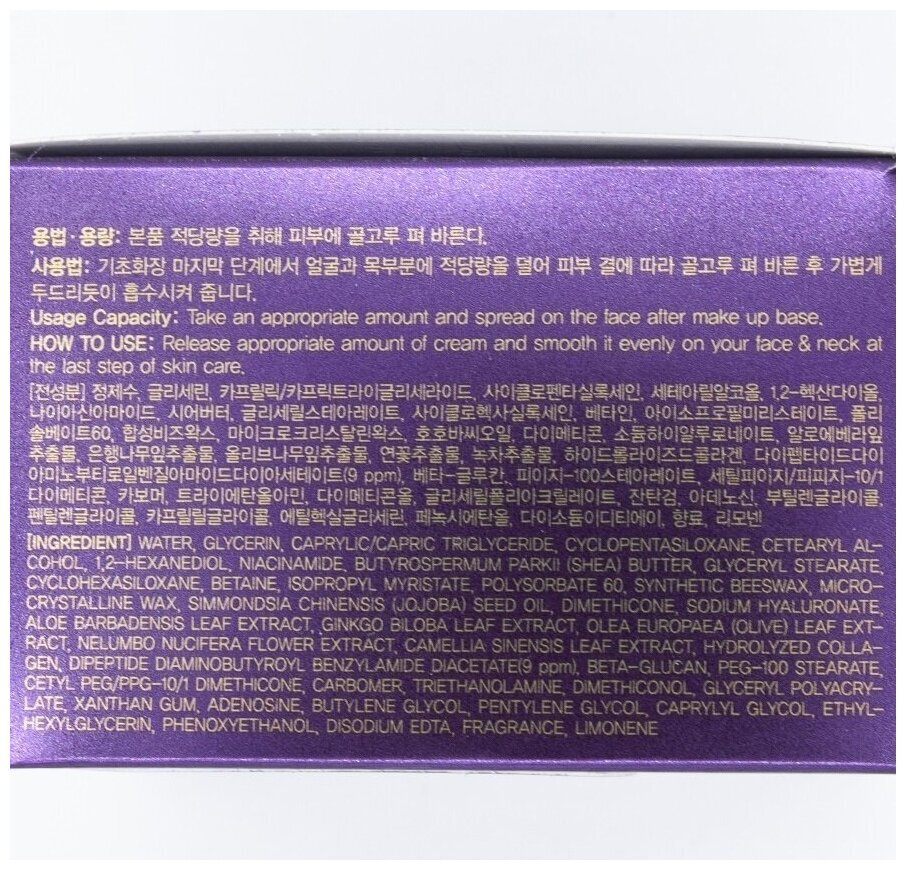 용법·용량: 본품 적당량을 취해 피부에 골고루 펴 바른다.
사용법: 기초화장 마지막 단계에서 얼굴과 목부분에 적당량을 덜어 피부 결에 따라 골고루 펴 바른 후 가볍게
두드리듯이 흡수시켜 줍니다.
Usage Capacity: Take an appropriate amount and spread on the face after make up base.
HOW TO USE: Release appropriate amount of cream and smooth it evenly on your face & neck at
the last step of skin care.
[전성분] 정제수, 글리세린, 카프릴릭/카프릭트라이글리세라이드, 사이클로펜타실록세인, 세테아릴알코올, 1,2-헥산다이올,
나이아신아마이드, 시어버터, 글리세릴스테아레이트, 사이클로헥사실록세인, 베타인, 아이소프로필미리스테이트, 폴리
솔베이트60, 합성비즈왁스, 마이크로크리스탈린왁스, 호호바씨오일, 다이메티콘, 소듐하이알루로네이트, 알로에베라잎
추출물, 은행나무잎추출물, 올리브나무잎추출물, 연꽃추출물, 녹차추출물, 하이드롤라이즈드콜라겐, 다이펩타이드다이
아미노부티로일벤질아마이드다이아세테이트(9 ppm), 베타-글루칸, 피이지-100스테아레이트, 세틸피이지/피피지-10/1
다이메티콘, 카보머, 트라이에탄올아민, 다이메티콘올, 글리세릴폴리아크릴레이트, 잔탄검, 아데노신, 부틸렌글라이콜,
펜틸렌글라이콜, 카프릴릴글라이콜, 에틸헥실글리세린, 페녹시에탄올, 다이소듐이디티에이, 향료, 리모넨
[INGREDIENT] WATER, GLYCERIN, CAPRYLIC/CAPRIC TRIGLYCERIDE, CYCLOPENTASILOXANE, CETEARYL AL-
COHOL, 1,2-HEXANEDIOL, NIACINAMIDE, BUTYROSPERMUM PARKII (SHEA) BUTTER, GLYCERYL STEARATE,
CYCLOHEXASILOXANE, BETAINE, ISOPROPYL MYRISTATE, POLYSORBATE 60, SYNTHETIC BEESWAX, MICRO-
CRYSTALLINE WAX, SIMMONDSIA CHINENSIS (JOJOBA) SEED OIL, DIMETHICONE, SODIUM HYALURONATE,
ALOE BARBADENSIS LEAF EXTRACT, GINKGO BILOBA LEAF EXTRACT, OLEA EUROPAEA (OLIVE) LEAF EXT-
RACT, NELUMBO NUCIFERA FLOWER EXTRACT, CAMELLIA SINENSIS LEAF EXTRACT, HYDROLYZED COLLA-
GEN, DIPEPTIDE DIAMINOBUTYROYL BENZYLAMIDE DIACETATE(9 ppm), BETA-GLUCAN, PEG-100 STEARATE,
CETYL PEG/PPG-10/1 DIMETHICONE, CARBOMER, TRIETHANOLAMINE, DIMETHICONOL, GLYCERYL POLYACRY-
LATE, XANTHAN GUM, ADENOSINE, BUTYLENE GLYCOL, PENTYLENE GLYCOL, CAPRYLYL GLYCOL, ETHYL-
HEXYLGLYCERIN, PHENOXYETHANOL, DISODIUM EDTA, FRAGRANCE, LIMONENE